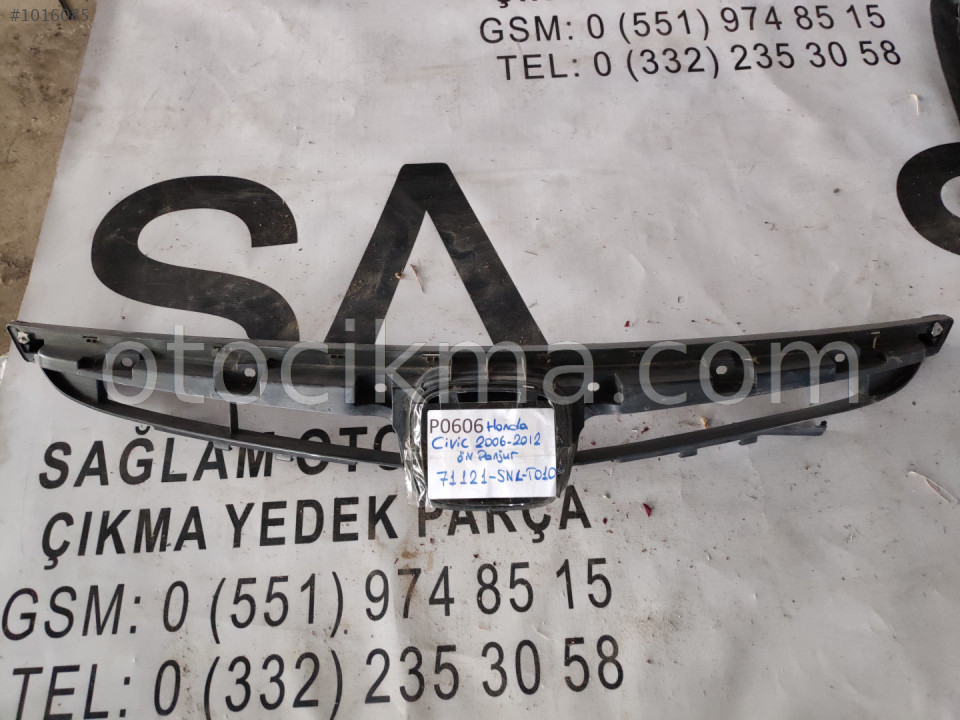 #1016085
GSM: 0 (551) 974 85 15
TEL: 0 (332) 235 30 58
SA
otocikma.com
P0606 Honda
Civic 2006-2012
ön Panjur
71121-SNL-T010
SAĞLAM OTO
ÇIKMA YEDEK PARÇA
GSM: 0 (551) 974 85 15
TEL: 0 (332) 235 30 58